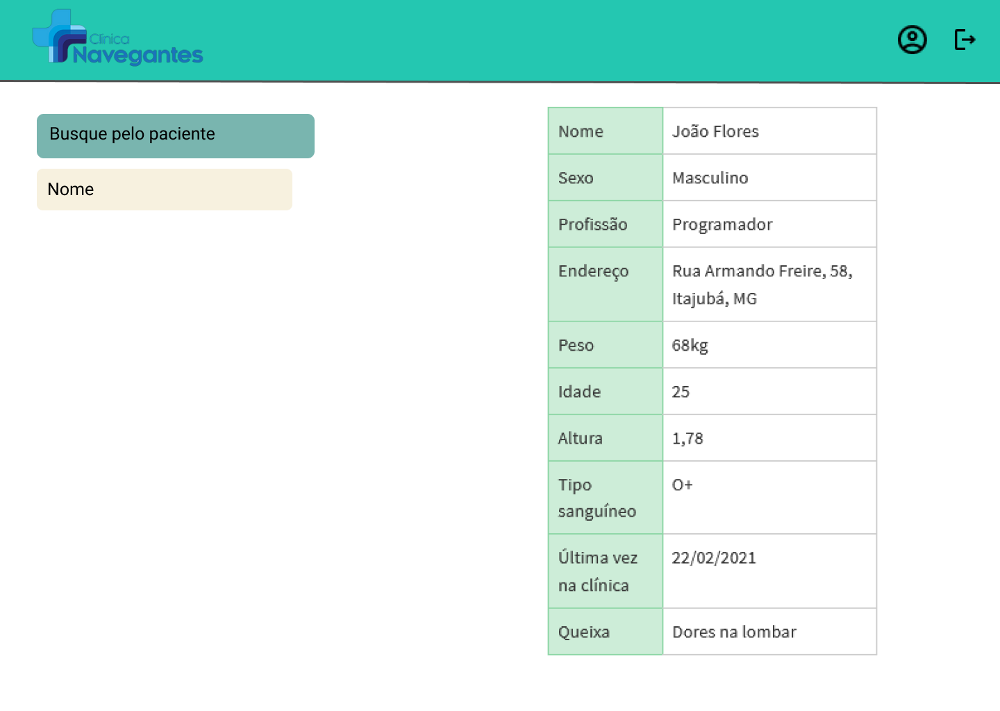 Clínica
Navegantes
Busque pelo paciente
Nome
Nome João Flores
Sexo Masculino
Profissão Programador
Endereço Rua Armando Freire, 58,
Itajubá, MG
Peso 68kg
Idade 25
Altura 1,78
Tipo O+
sanguíneo
Última vez 22/02/2021
na clínica
Queixa Dores na lombar